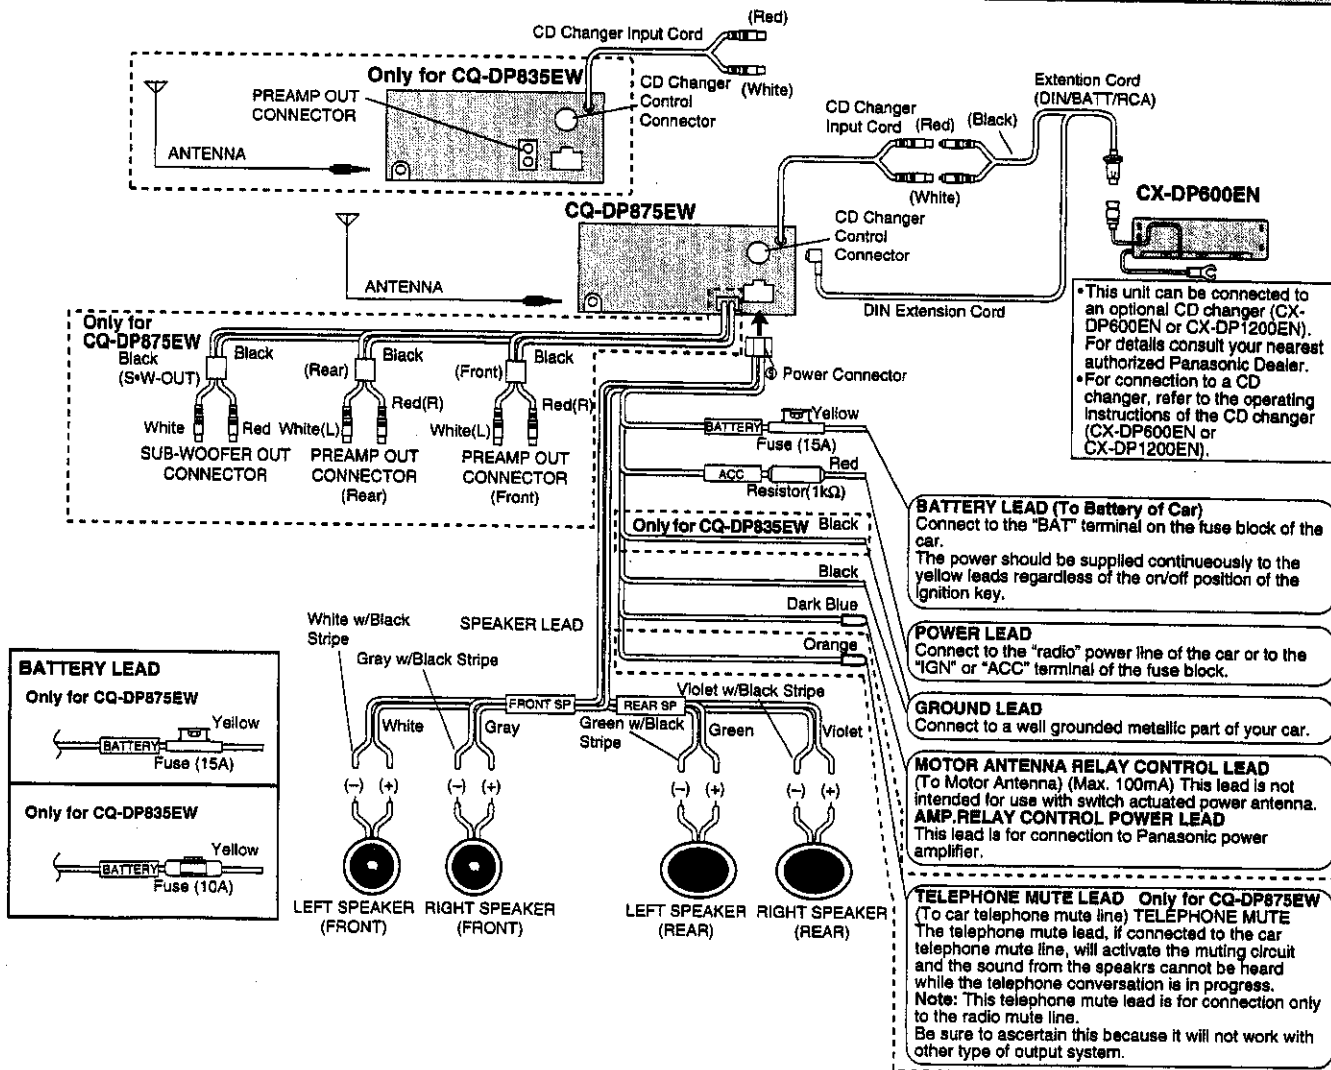 (Red)
CD Changer Input Cord
Only for CQ-DP835EW
PREAMP OUT
CONNECTOR
CD Changer
Control
Connector
(White)
ANTENNA
Extention Cord
(DIN/BATT/RCA)
CD Changer
Input Cord
(Red)
(Black)
(White)
CX-DP600EN
CQ-DP875EW
CD Changer
Control
Connector
ANTENNA
DIN Extension Cord
•This unit can be connected to
an optional CD changer (CX-
DP600EN or CX-DP1200EN).
For details consult your nearest
authorized Panasonic Dealer.
•For connection to a CD
changer, refer to the operating
instructions of the CD changer
(CX-DP600EN or
CX-DP1200EN).
Only for
CQ-DP875EW
Black
(S•W-OUT)
Black
(Rear)
Black
(Front)
Black
White
Red
White(L)
Red(R)
White(L)
Red(R)
SUB-WOOFER OUT
CONNECTOR
PREAMP OUT
CONNECTOR
(Rear)
PREAMP OUT
CONNECTOR
(Front)
Power Connector
BATTERY
Yellow
Fuse (15A)
ACC
Red
Resistor(1kΩ)
Only for CQ-DP835EW
Black
Black
Dark Blue
Orange
BATTERY LEAD (To Battery of Car)
Connect to the "BAT" terminal on the fuse block of the
car.
The power should be supplied continueously to the
yellow leads regardless of the on/off position of the
ignition key.
POWER LEAD
Connect to the "radio" power line of the car or to the
"IGN" or "ACC" terminal of the fuse block.
GROUND LEAD
Connect to a well grounded metallic part of your car.
MOTOR ANTENNA RELAY CONTROL LEAD
(To Motor Antenna) (Max. 100mA) This lead is not
intended for use with switch actuated power antenna.
AMP.RELAY CONTROL POWER LEAD
This lead is for connection to Panasonic power
amplifier.
TELEPHONE MUTE LEAD Only for CQ-DP875EW
(To car telephone mute line) TELEPHONE MUTE
The telephone mute lead, if connected to the car
telephone mute line, will activate the muting circuit
and the sound from the speakrs cannot be heard
while the telephone conversation is in progress.
Note: This telephone mute lead is for connection only
to the radio mute line.
Be sure to ascertain this because it will not work with
other type of output system.
BATTERY LEAD
Only for CQ-DP875EW
Yellow
BATTERY
Fuse (15A)
Only for CQ-DP835EW
Yellow
BATTERY
Fuse (10A)
SPEAKER LEAD
White w/Black
Stripe
Gray w/Black Stripe
White
Gray
FRONT SP
REAR SP
Violet w/Black Stripe
Green w/Black
Stripe
Green
Violet
(−) (+)
(−) (+)
(−) (+)
(−) (+)
LEFT SPEAKER
(FRONT)
RIGHT SPEAKER
(FRONT)
LEFT SPEAKER
(REAR)
RIGHT SPEAKER
(REAR)